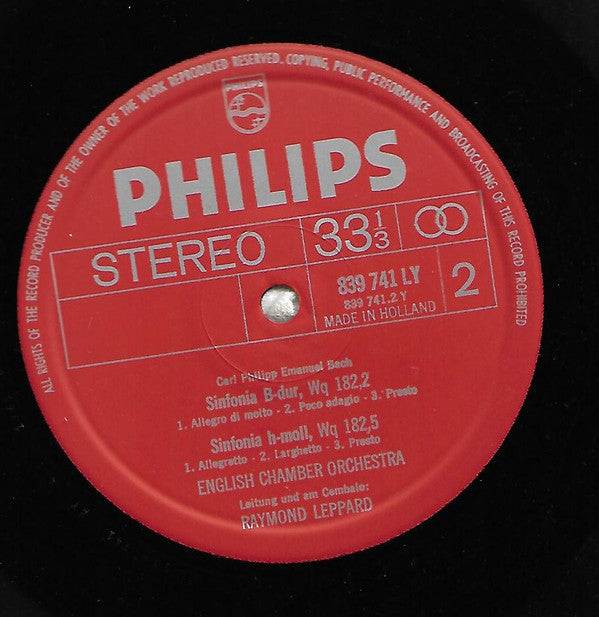 ALL RIGHTS OF THE RECORD PRODUCER AND OF THE OWNER OF THE WORK REPRODUCED RESERVED. COPYING, PUBLIC PERFORMANCE AND BROADCASTING OF THIS RECORD PROHIBITED
PHILIPS
PHILIPS
STEREO
33 1/3
839 741 LY
839 741.2 Y
MADE IN HOLLAND
2
Carl Philipp Emanuel Bach
Sinfonia B-dur, Wq 182,2
1. Allegro di molto - 2. Poco adagio - 3. Presto
Sinfonia h-moll, Wq 182,5
1. Allegretto - 2. Larghetto - 3. Presto
ENGLISH CHAMBER ORCHESTRA
Leitung und am Cembalo:
RAYMOND LEPPARD